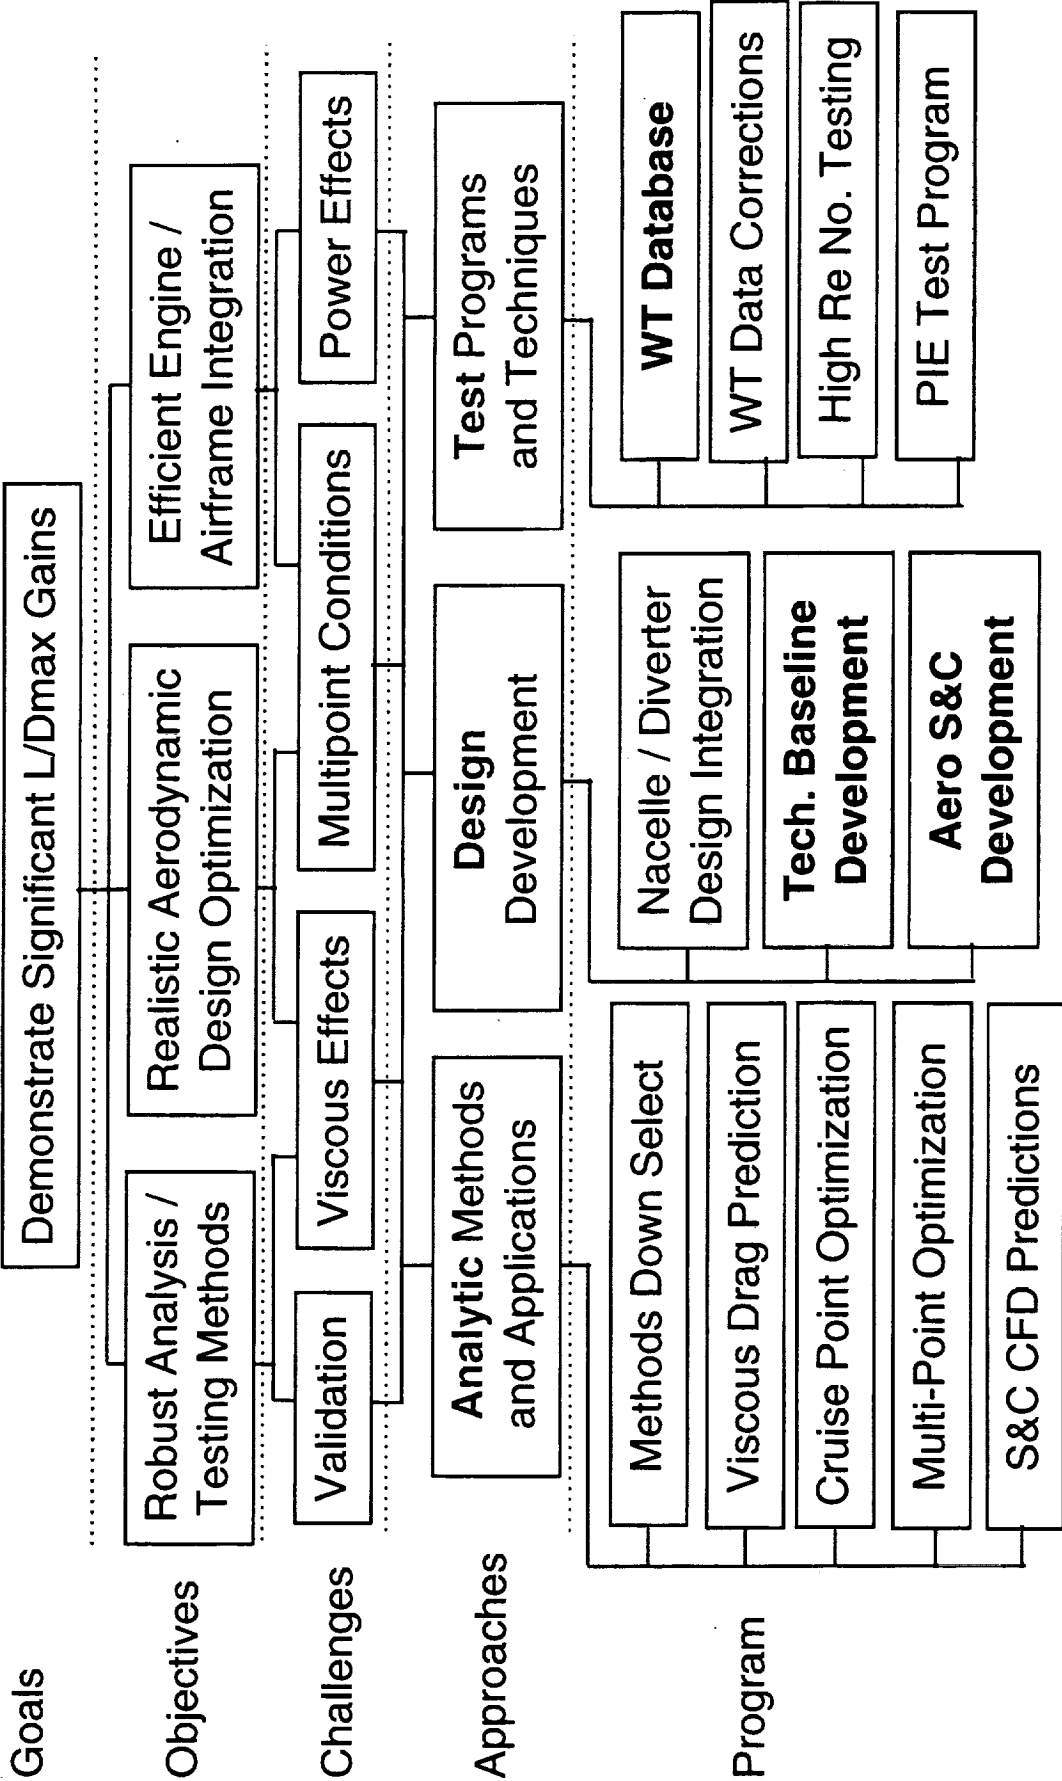 Goals
Demonstrate Significant L/Dmax Gains
Objectives
Robust Analysis /
Testing Methods
Realistic Aerodynamic
Design Optimization
Efficient Engine /
Airframe Integration
Challenges
Validation
Viscous Effects
Multipoint Conditions
Power Effects
Approaches
Analytic Methods
and Applications
Design
Development
Test Programs
and Techniques
Program
Methods Down Select
Viscous Drag Prediction
Cruise Point Optimization
Multi-Point Optimization
S&C CFD Predictions
Nacelle / Diverter
Design Integration
Tech. Baseline
Development
Aero S&C
Development
WT Database
WT Data Corrections
High Re No. Testing
PIE Test Program